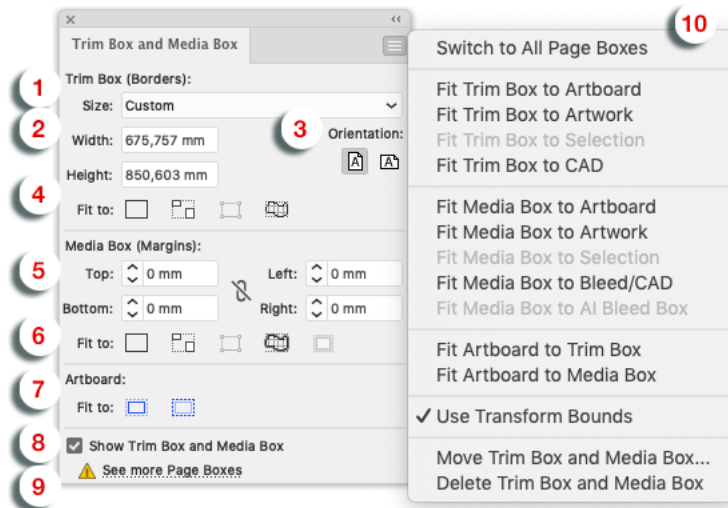 Trim Box and Media Box
1
Trim Box (Borders):
Size: Custom
2
Width: 675,757 mm
3
Orientation:
A A
Height: 850,603 mm
4
Fit to:
Media Box (Margins):
5
Top: 0 mm Left: 0 mm
Bottom: 0 mm Right: 0 mm
6
Fit to:
7
Artboard:
Fit to:
8
Show Trim Box and Media Box
9
See more Page Boxes
10
Switch to All Page Boxes
Fit Trim Box to Artboard
Fit Trim Box to Artwork
Fit Trim Box to Selection
Fit Trim Box to CAD
Fit Media Box to Artboard
Fit Media Box to Artwork
Fit Media Box to Selection
Fit Media Box to Bleed/CAD
Fit Media Box to AI Bleed Box
Fit Artboard to Trim Box
Fit Artboard to Media Box
✓ Use Transform Bounds
Move Trim Box and Media Box...
Delete Trim Box and Media Box